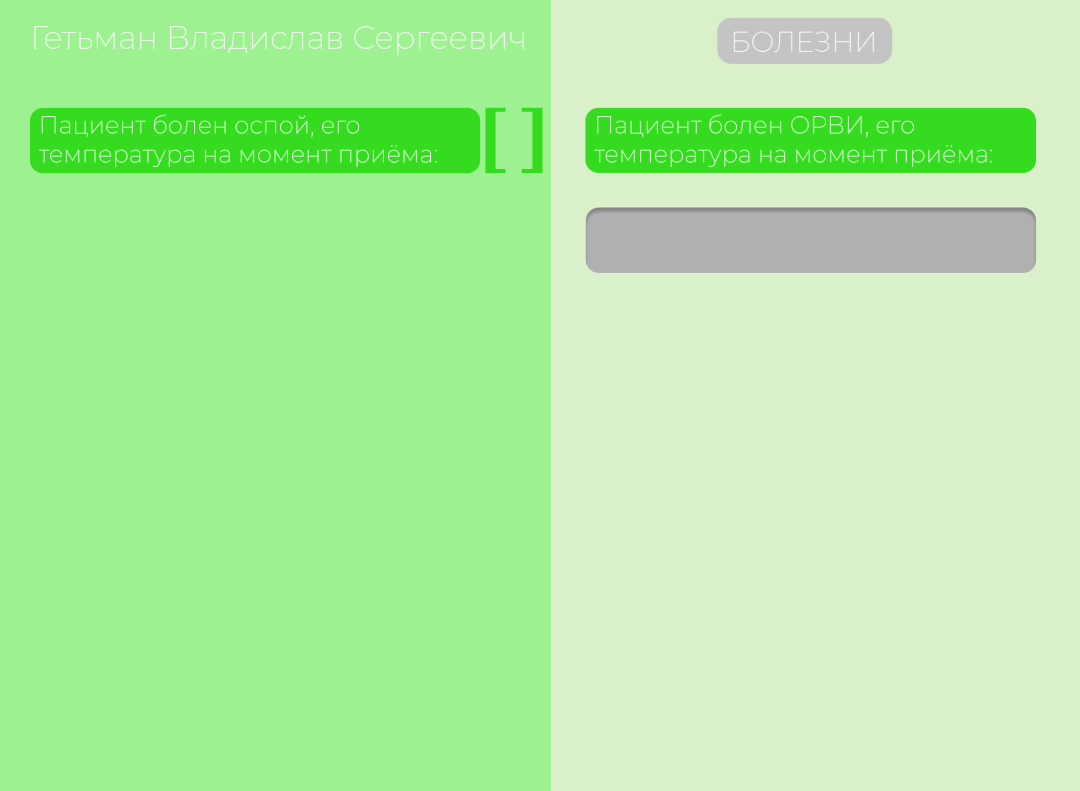 Гетьман Владислав Сергеевич
Пациент болен оспой, его
температура на момент приёма:
[ ]
БОЛЕЗНИ
Пациент болен ОРВИ, его
температура на момент приёма: